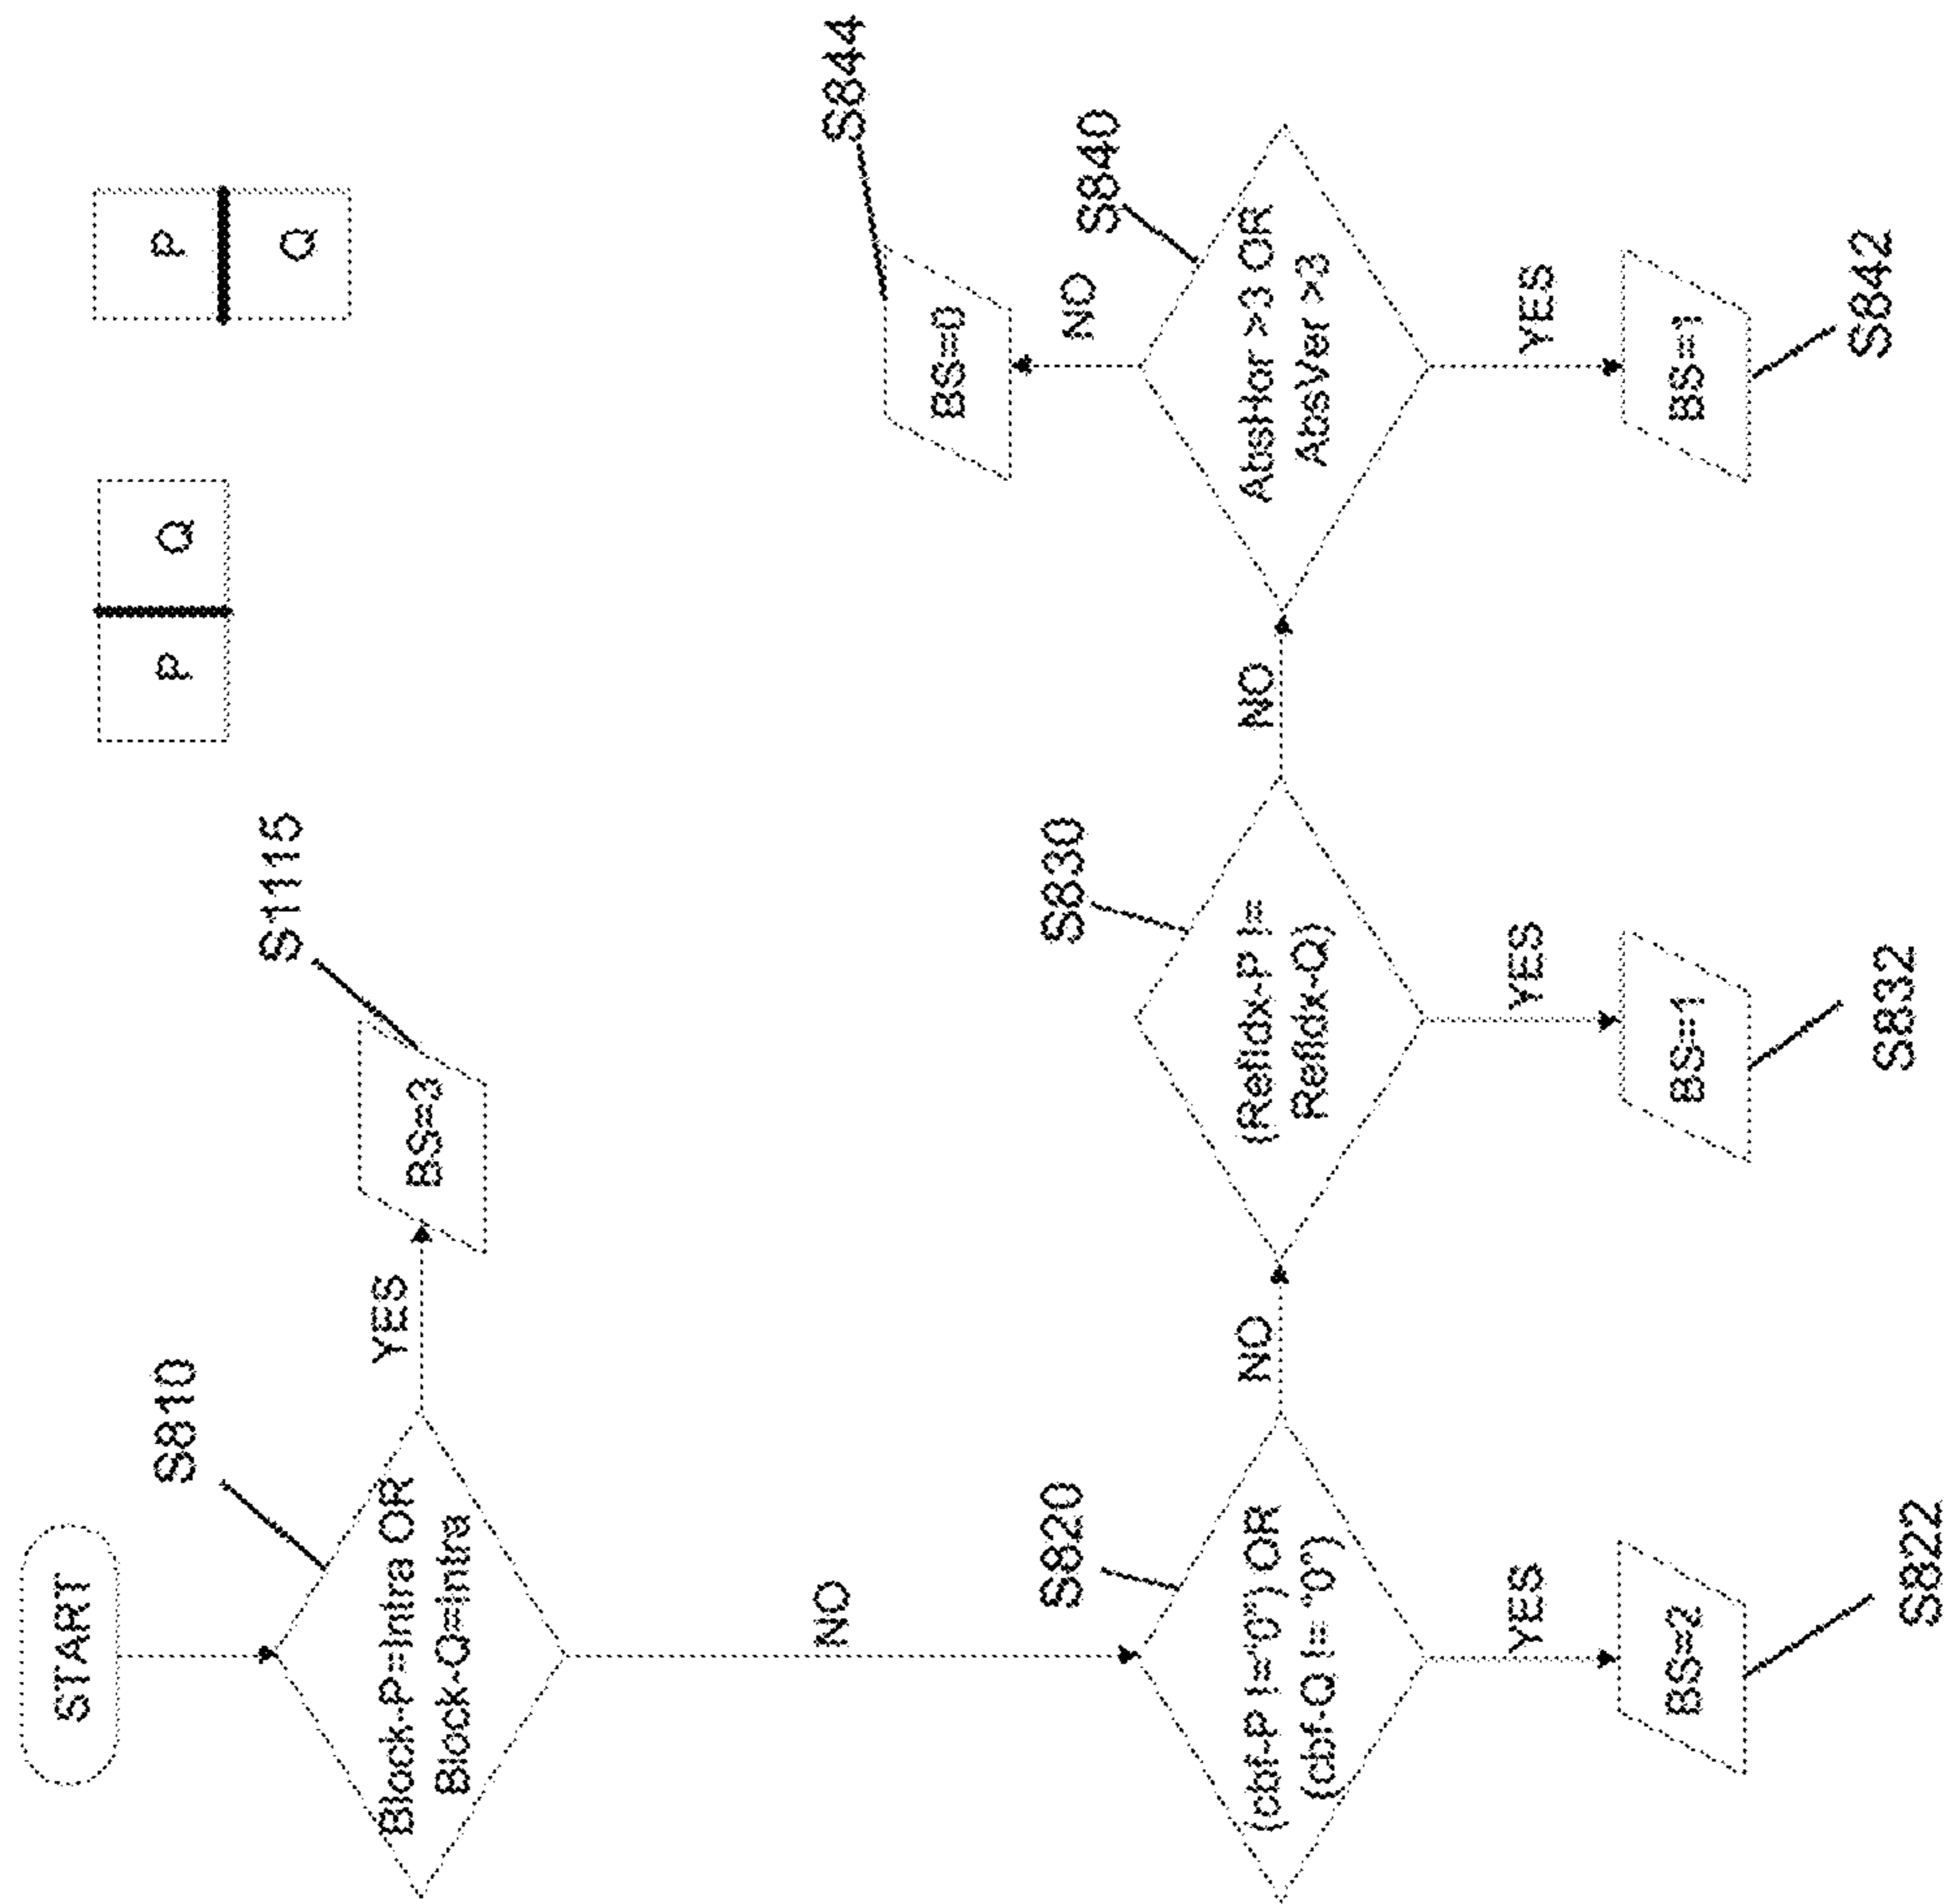 START
S810
Block-P=Intra OR
Block-Q=Intra
YES
BS=3
S1115
P
Q
P
Q
NO
S820
(cbf-P != "0") OR
(cbf-Q != "0")
YES
BS=2
S822
NO
S830
(RefIdx-P !=
RefIdx-Q)
YES
BS=1
S832
NO
S840
AbsHor >3 OR
AbsVer >3
NO
BS=0
S844
YES
BS=1
S842